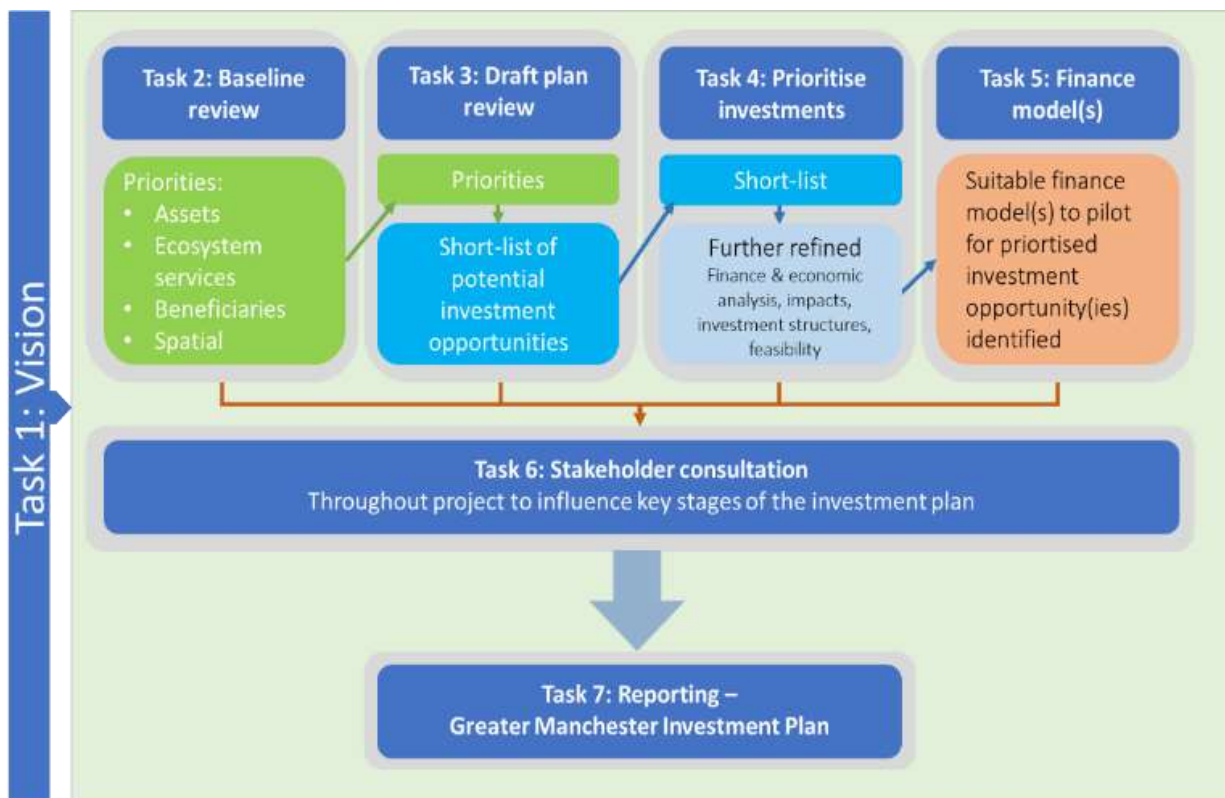 Task 1: Vision
Task 2: Baseline
review
Priorities:
• Assets
• Ecosystem
services
• Beneficiaries
• Spatial
Task 3: Draft plan
review
Priorities
Short-list of
potential
investment
opportunities
Task 4: Prioritise
investments
Short-list
Further refined
Finance & economic
analysis, impacts,
investment structures,
feasibility
Task 5: Finance
model(s)
Suitable finance
model(s) to pilot
for priortised
investment
opportunity(ies)
identified
Task 6: Stakeholder consultation
Throughout project to influence key stages of the investment plan
Task 7: Reporting –
Greater Manchester Investment Plan